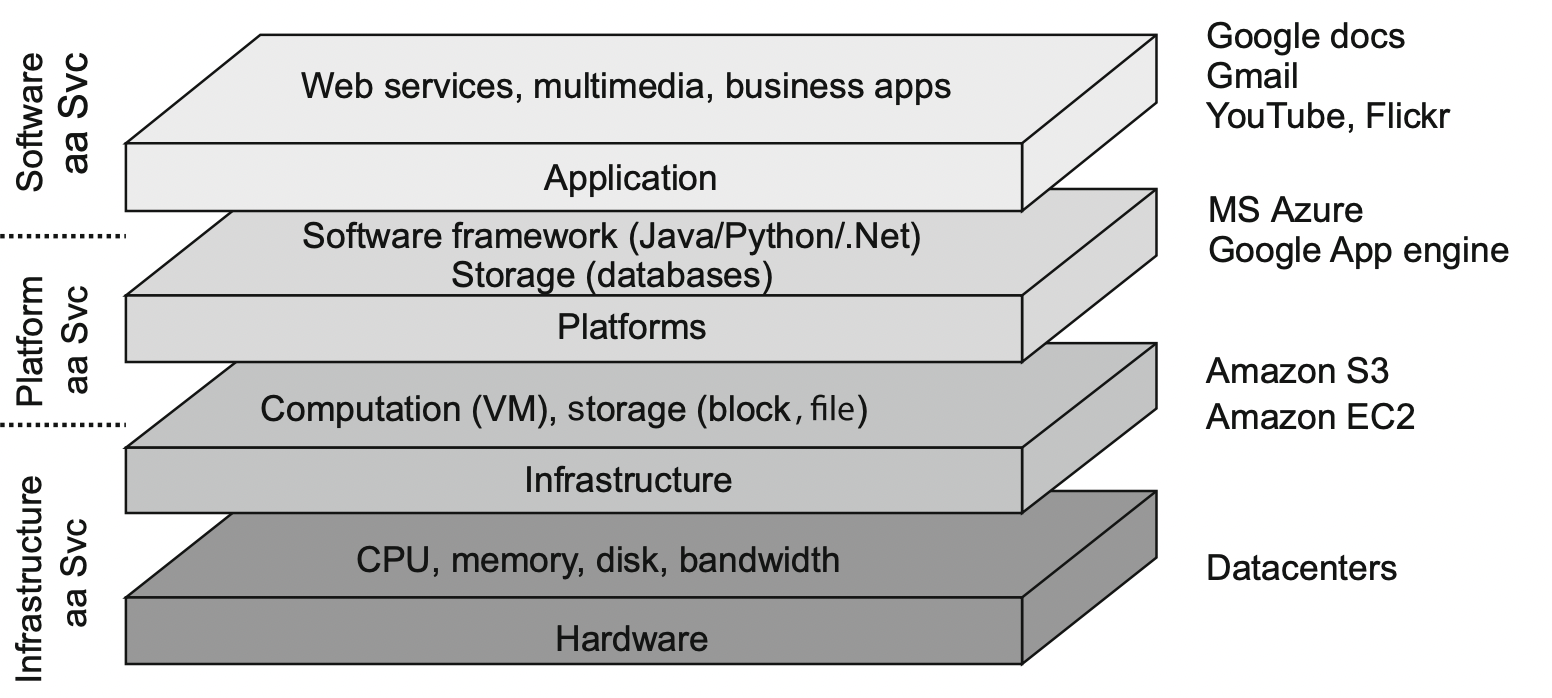 Software
aa Svc
Web services, multimedia, business apps
Application
Google docs
Gmail
YouTube, Flickr
Platform
aa Svc
Software framework (Java/Python/.Net)
Storage (databases)
Platforms
MS Azure
Google App engine
Infrastructure
aa Svc
Computation (VM), storage (block, file)
Infrastructure
Amazon S3
Amazon EC2
CPU, memory, disk, bandwidth
Hardware
Datacenters